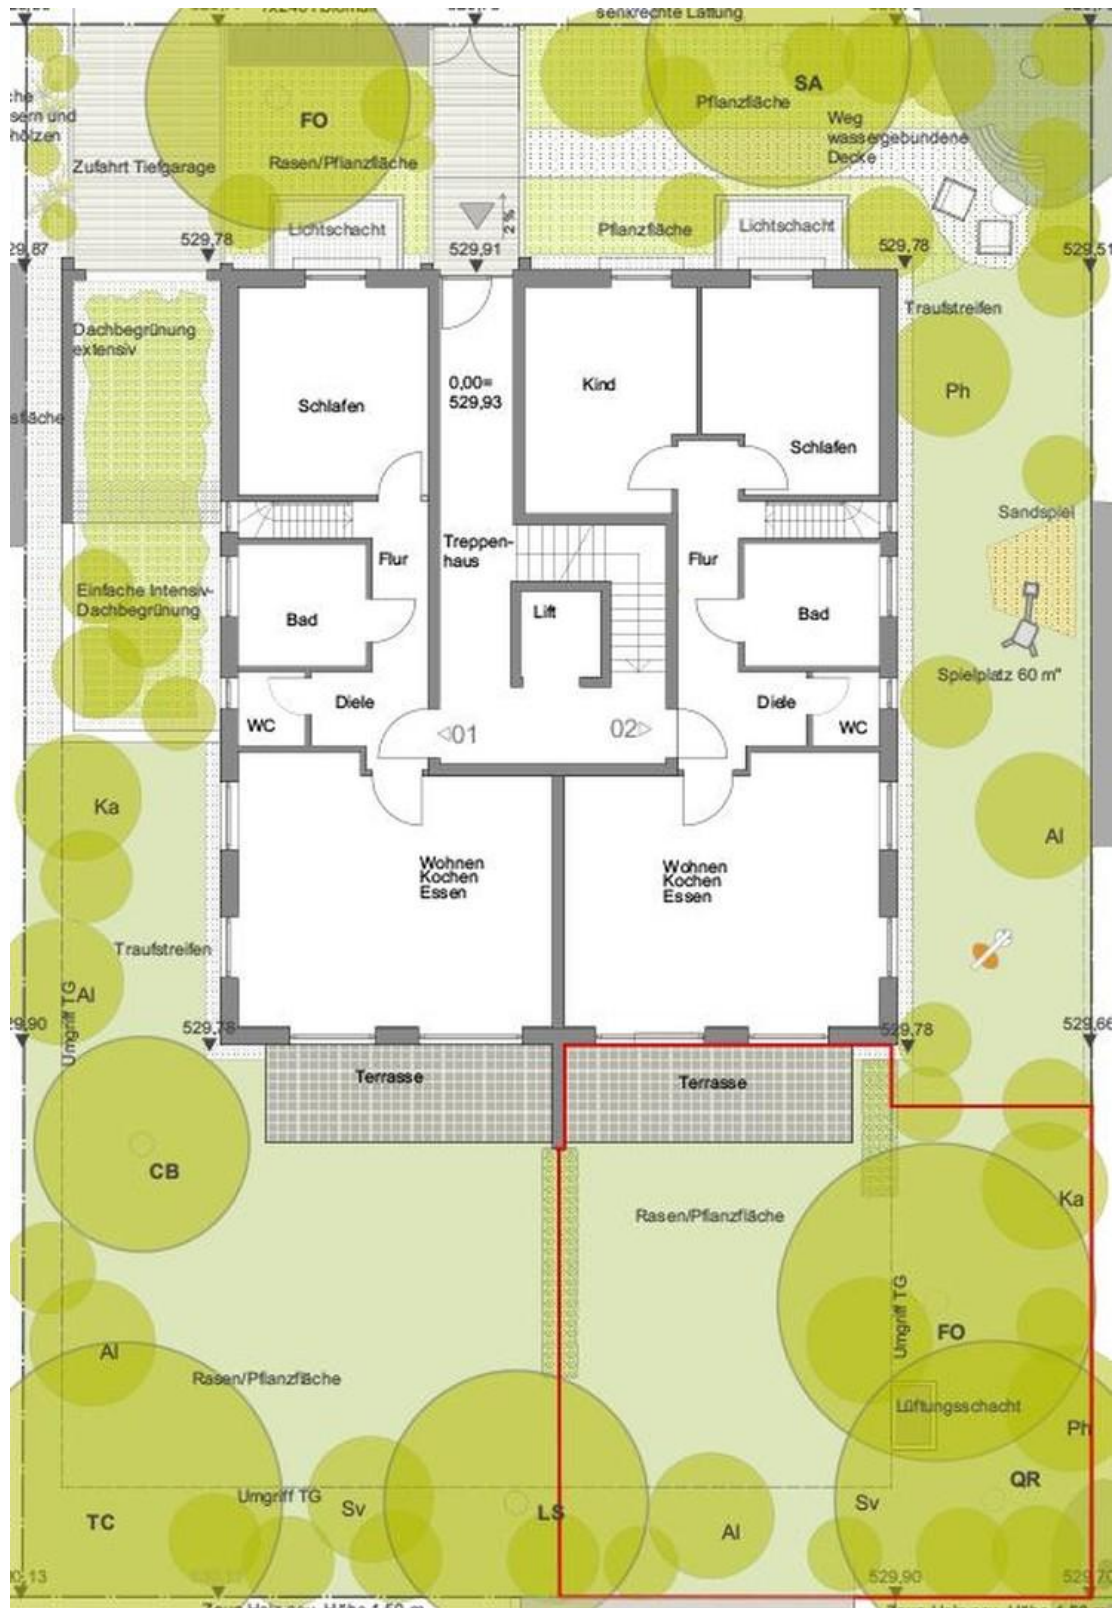 senkrechte Lattung
SA
Pflanzfläche
FO
Weg
wassergebundene
Decke
sern und
Zufahrt Tiefgarage
Rasen/Pflanzfläche
2 %
Lichtschacht
Pflanzfläche
Lichtschacht
529,78
529,91
529,78
529,51
Traufstreifen
Dachbegrünung
extensiv
Schlafen
0,00=
529,93
Kind
Ph
Schlafen
Sandspiel
Treppen-
haus
Flur
Flur
Einfache Intensiv-
Dachbegrünung
Bad
Lift
Bad
Spielplatz 60 m"
Diele
Diele
WC
01
02
WC
Ka
Al
Wohnen
Kochen
Essen
Wohnen
Kochen
Essen
Traufstreifen
Al
Umgriff TG
529,78
529,78
529,66
Terrasse
Terrasse
CB
Ka
Rasen/Pflanzfläche
Umgriff TG
FO
Al
Rasen/Pflanzfläche
Lüftungsschacht
Ph
QR
Umgriff TG
Sv
LS
Sv
TC
Al
529,90
529,70